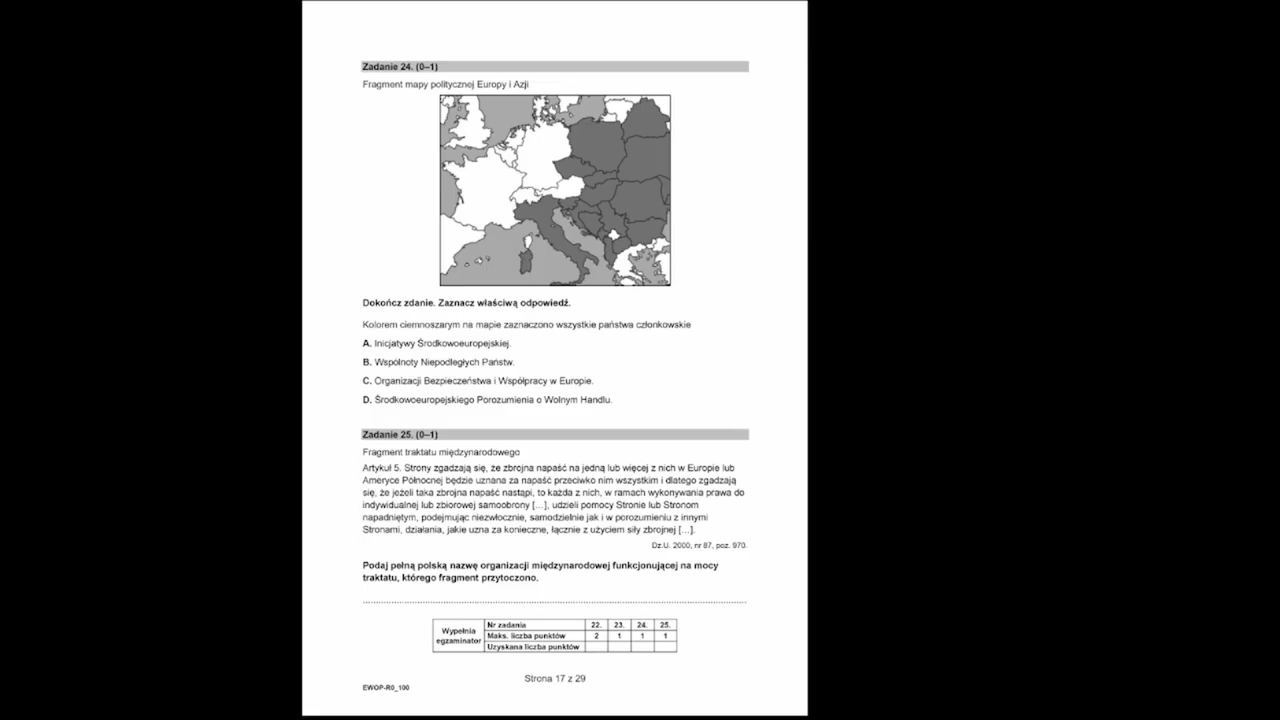 Zadanie 24. (0–1)
Fragment mapy politycznej Europy i Azji
Dokończ zdanie. Zaznacz właściwą odpowiedź.
Kolorem ciemnoszarym na mapie zaznaczono wszystkie państwa członkowskie
A. Inicjatywy Środkowoeuropejskiej.
B. Wspólnoty Niepodległych Państw.
C. Organizacji Bezpieczeństwa i Współpracy w Europie.
D. Środkowoeuropejskiego Porozumienia o Wolnym Handlu.
Zadanie 25. (0–1)
Fragment traktatu międzynarodowego
Artykuł 5. Strony zgadzają się, że zbrojna napaść na jedną lub więcej z nich w Europie lub
Ameryce Północnej będzie uznana za napaść przeciwko nim wszystkim i dlatego zgadzają
się, że jeżeli taka zbrojna napaść nastąpi, to każda z nich, w ramach wykonywania prawa do
indywidualnej lub zbiorowej samoobrony [...], udzieli pomocy Stronie lub Stronom
napadniętym, podejmując niezwłocznie, samodzielnie jak i w porozumieniu z innymi
Stronami, działania, jakie uzna za konieczne, łącznie z użyciem siły zbrojnej [...].
Dz.U. 2000, nr 87, poz. 970.
Podaj pełną polską nazwę organizacji międzynarodowej funkcjonującej na mocy
traktatu, którego fragment przytoczono.
Wypełnia egzaminator
Nr zadania 22. 23. 24. 25.
Maks. liczba punktów 2 1 1 1
Uzyskana liczba punktów
Strona 17 z 29
EWOP-R0_100